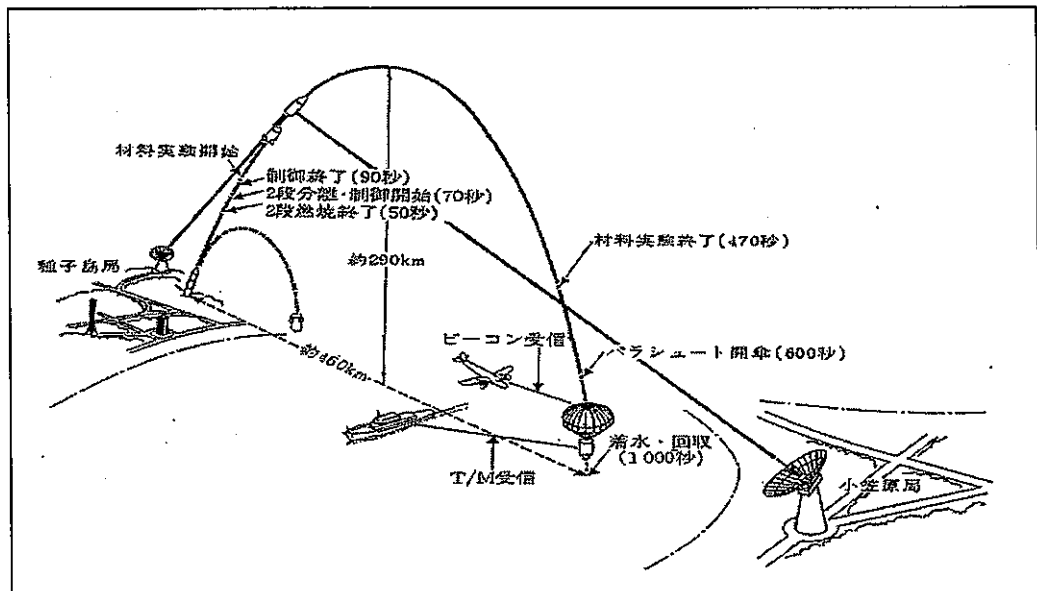 材料実験開始
制御終了(90秒)
2段分離・制御開始(70秒)
2段燃焼終了(50秒)
種子島局
約290km
材料実験終了(470秒)
ビーコン受信
パラシュート開傘(600秒)
約460km
着水・回収
(1000秒)
T/M受信
小笠原局